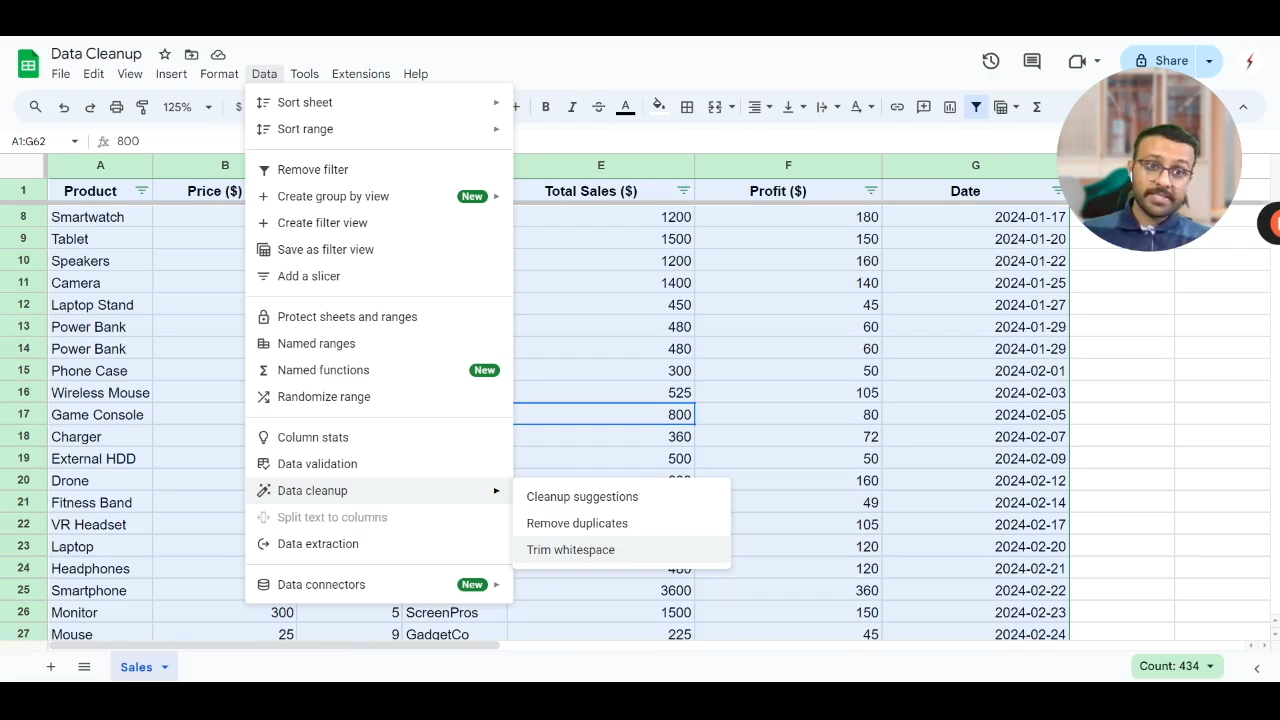 Data Cleanup
File Edit View Insert Format Data Tools Extensions Help
Share
125% $
A1:G62 fx 800
A B E F G
1 Product Price ($) Total Sales ($) Profit ($) Date
8 Smartwatch 1200 180 2024-01-17
9 Tablet 1500 150 2024-01-20
10 Speakers 1200 160 2024-01-22
11 Camera 1400 140 2024-01-25
12 Laptop Stand 450 45 2024-01-27
13 Power Bank 480 60 2024-01-29
14 Power Bank 480 60 2024-01-29
15 Phone Case 300 50 2024-02-01
16 Wireless Mouse 525 105 2024-02-03
17 Game Console 800 80 2024-02-05
18 Charger 360 72 2024-02-07
19 External HDD 500 50 2024-02-09
20 Drone 160 2024-02-12
21 Fitness Band 49 2024-02-14
22 VR Headset 105 2024-02-17
23 Laptop 120 2024-02-20
24 Headphones 120 2024-02-21
25 Smartphone 3600 360 2024-02-22
26 Monitor 300 5 ScreenPros 1500 150 2024-02-23
27 Mouse 25 9 GadgetCo 225 45 2024-02-24
Sort sheet
Sort range
Remove filter
Create group by view New
Create filter view
Save as filter view
Add a slicer
Protect sheets and ranges
Named ranges
Named functions New
Randomize range
Column stats
Data validation
Data cleanup
Split text to columns
Data extraction
Data connectors New
Cleanup suggestions
Remove duplicates
Trim whitespace
Sales
Count: 434